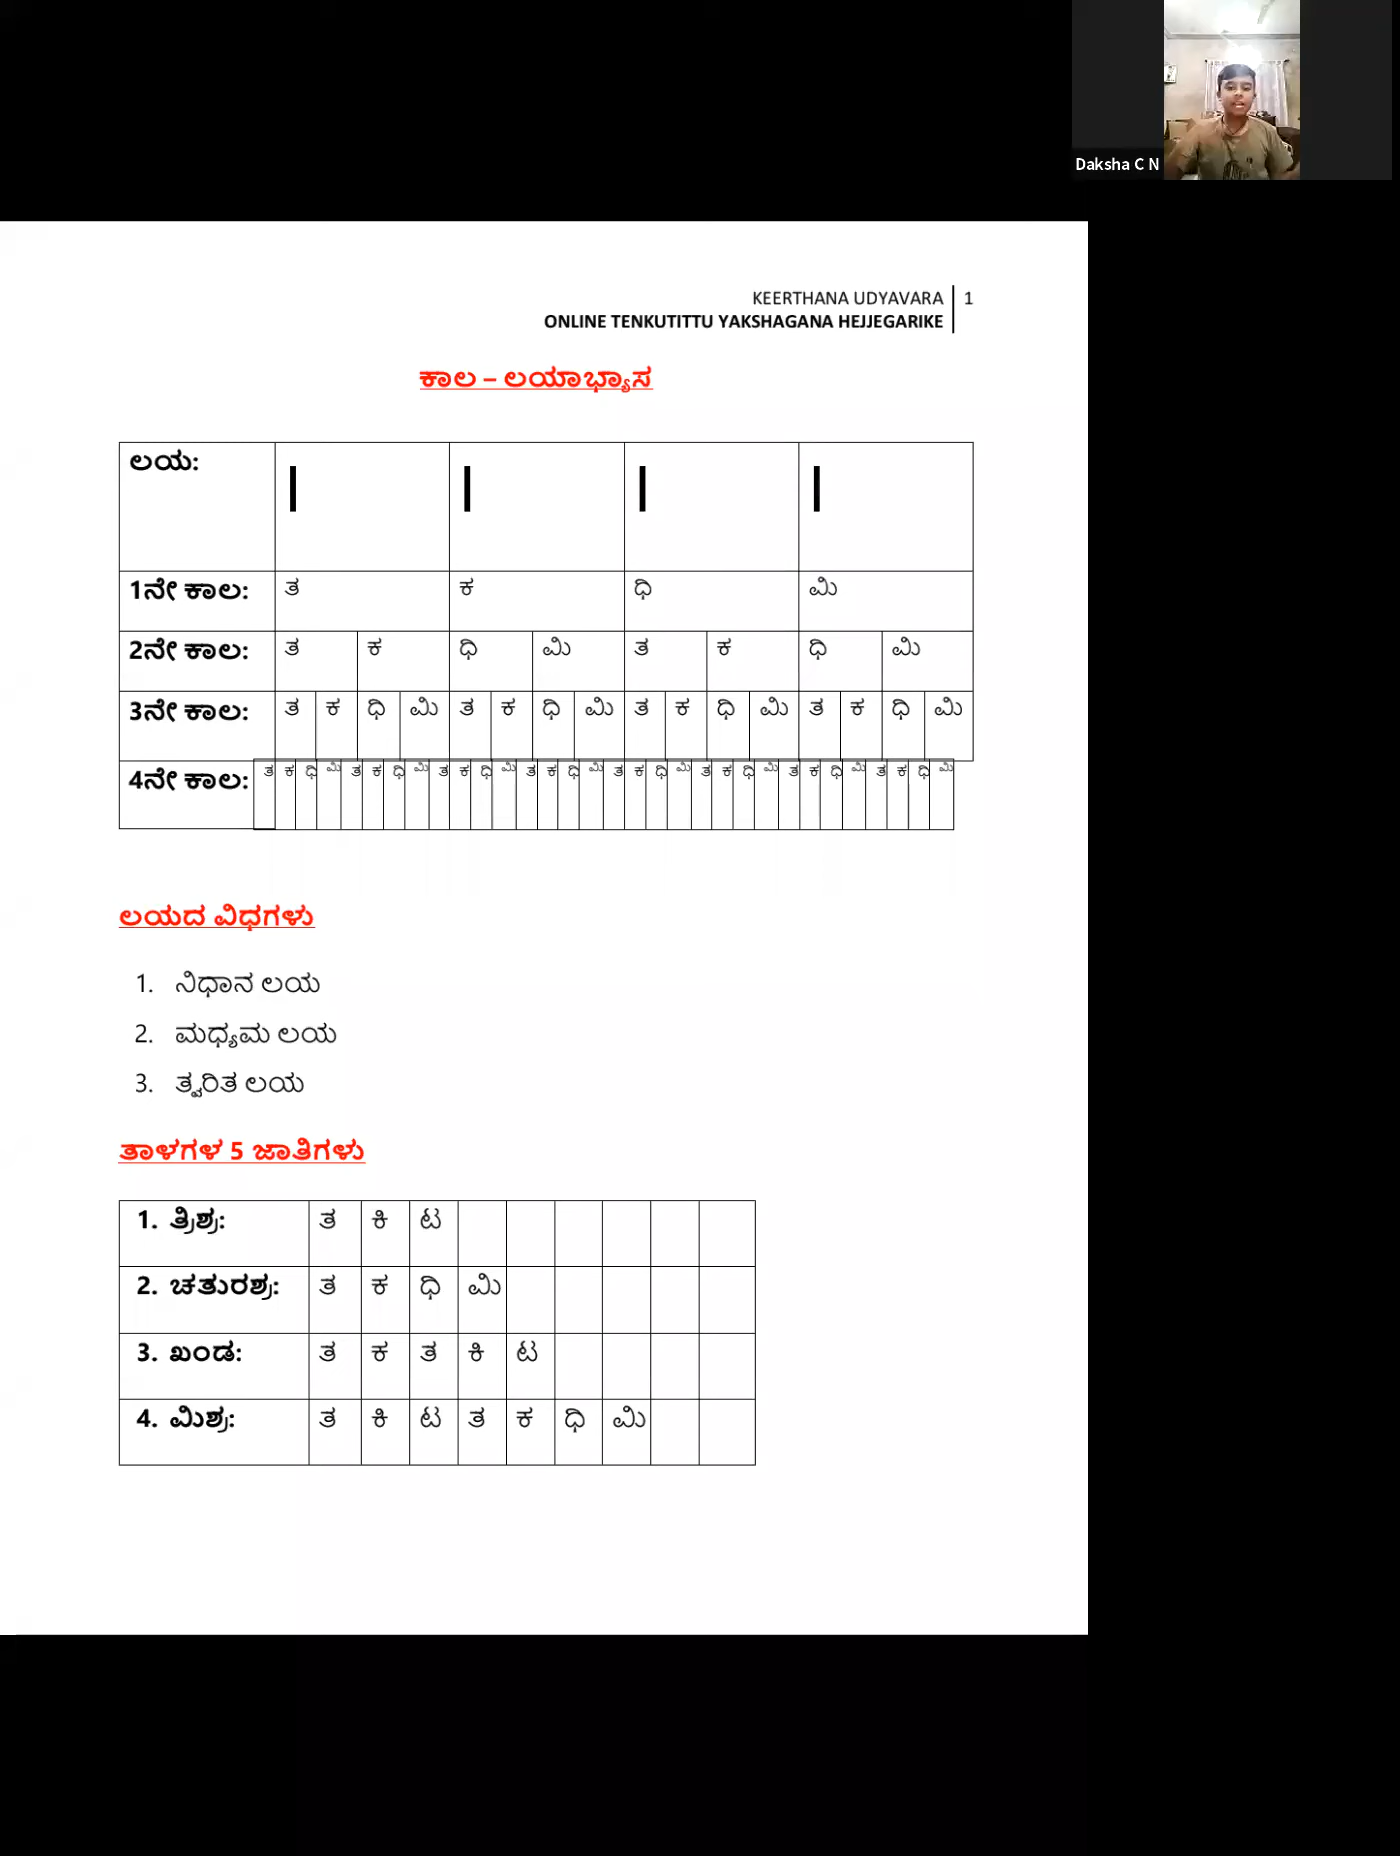 Daksha C N
KEERTHANA UDYAVARA 1
ONLINE TENKUTITTU YAKSHAGANA HEJJEGARIKE
ಕಾಲ – ಲಯಾಭ್ಯಾಸ
ಲಯ: | | | |
1ನೇ ಕಾಲ: ತ ಕ ಧಿ ಮಿ
2ನೇ ಕಾಲ: ತ ಕ ಧಿ ಮಿ ತ ಕ ಧಿ ಮಿ
3ನೇ ಕಾಲ: ತ ಕ ಧಿ ಮಿ ತ ಕ ಧಿ ಮಿ ತ ಕ ಧಿ ಮಿ ತ ಕ ಧಿ ಮಿ
4ನೇ ಕಾಲ: ತ ಕ ಧಿ ಮಿ ತ ಕ ಧಿ ಮಿ ತ ಕ ಧಿ ಮಿ ತ ಕ ಧಿ ಮಿ ತ ಕ ಧಿ ಮಿ ತ ಕ ಧಿ ಮಿ ತ ಕ ಧಿ ಮಿ ತ ಕ ಧಿ ಮಿ
ಲಯದ ವಿಧಗಳು
1. ನಿಧಾನ ಲಯ
2. ಮಧ್ಯಮ ಲಯ
3. ತ್ವರಿತ ಲಯ
ತಾಳಗಳ 5 ಜಾತಿಗಳು
1. ತ್ರಿಶ್ರ: ತ ಕಿ ಟ
2. ಚತುರಶ್ರ: ತ ಕ ಧಿ ಮಿ
3. ಖಂಡ: ತ ಕ ತ ಕಿ ಟ
4. ಮಿಶ್ರ: ತ ಕಿ ಟ ತ ಕ ಧಿ ಮಿ